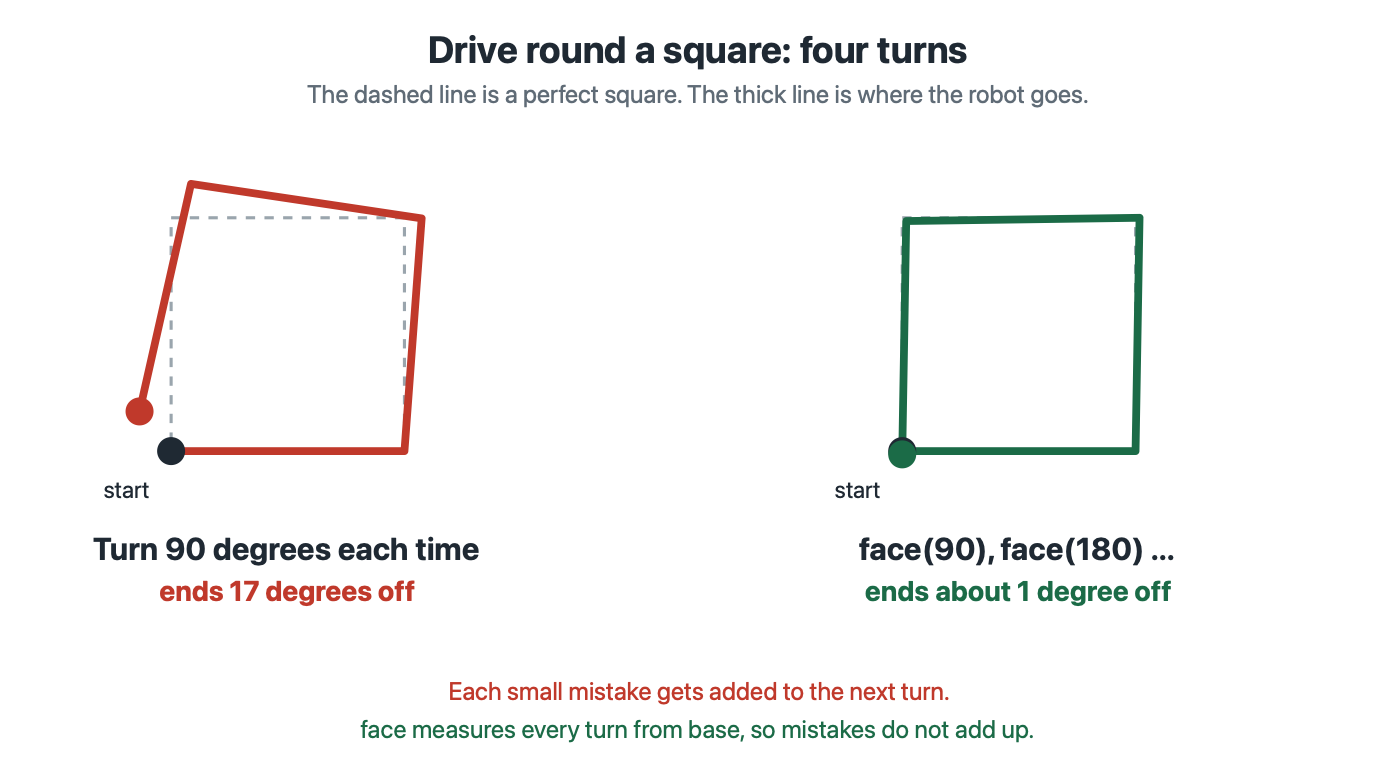 Drive round a square: four turns
The dashed line is a perfect square. The thick line is where the robot goes.
start
start
Turn 90 degrees each time
face(90), face(180) ...
ends 17 degrees off
ends about 1 degree off
Each small mistake gets added to the next turn.
face measures every turn from base, so mistakes do not add up.